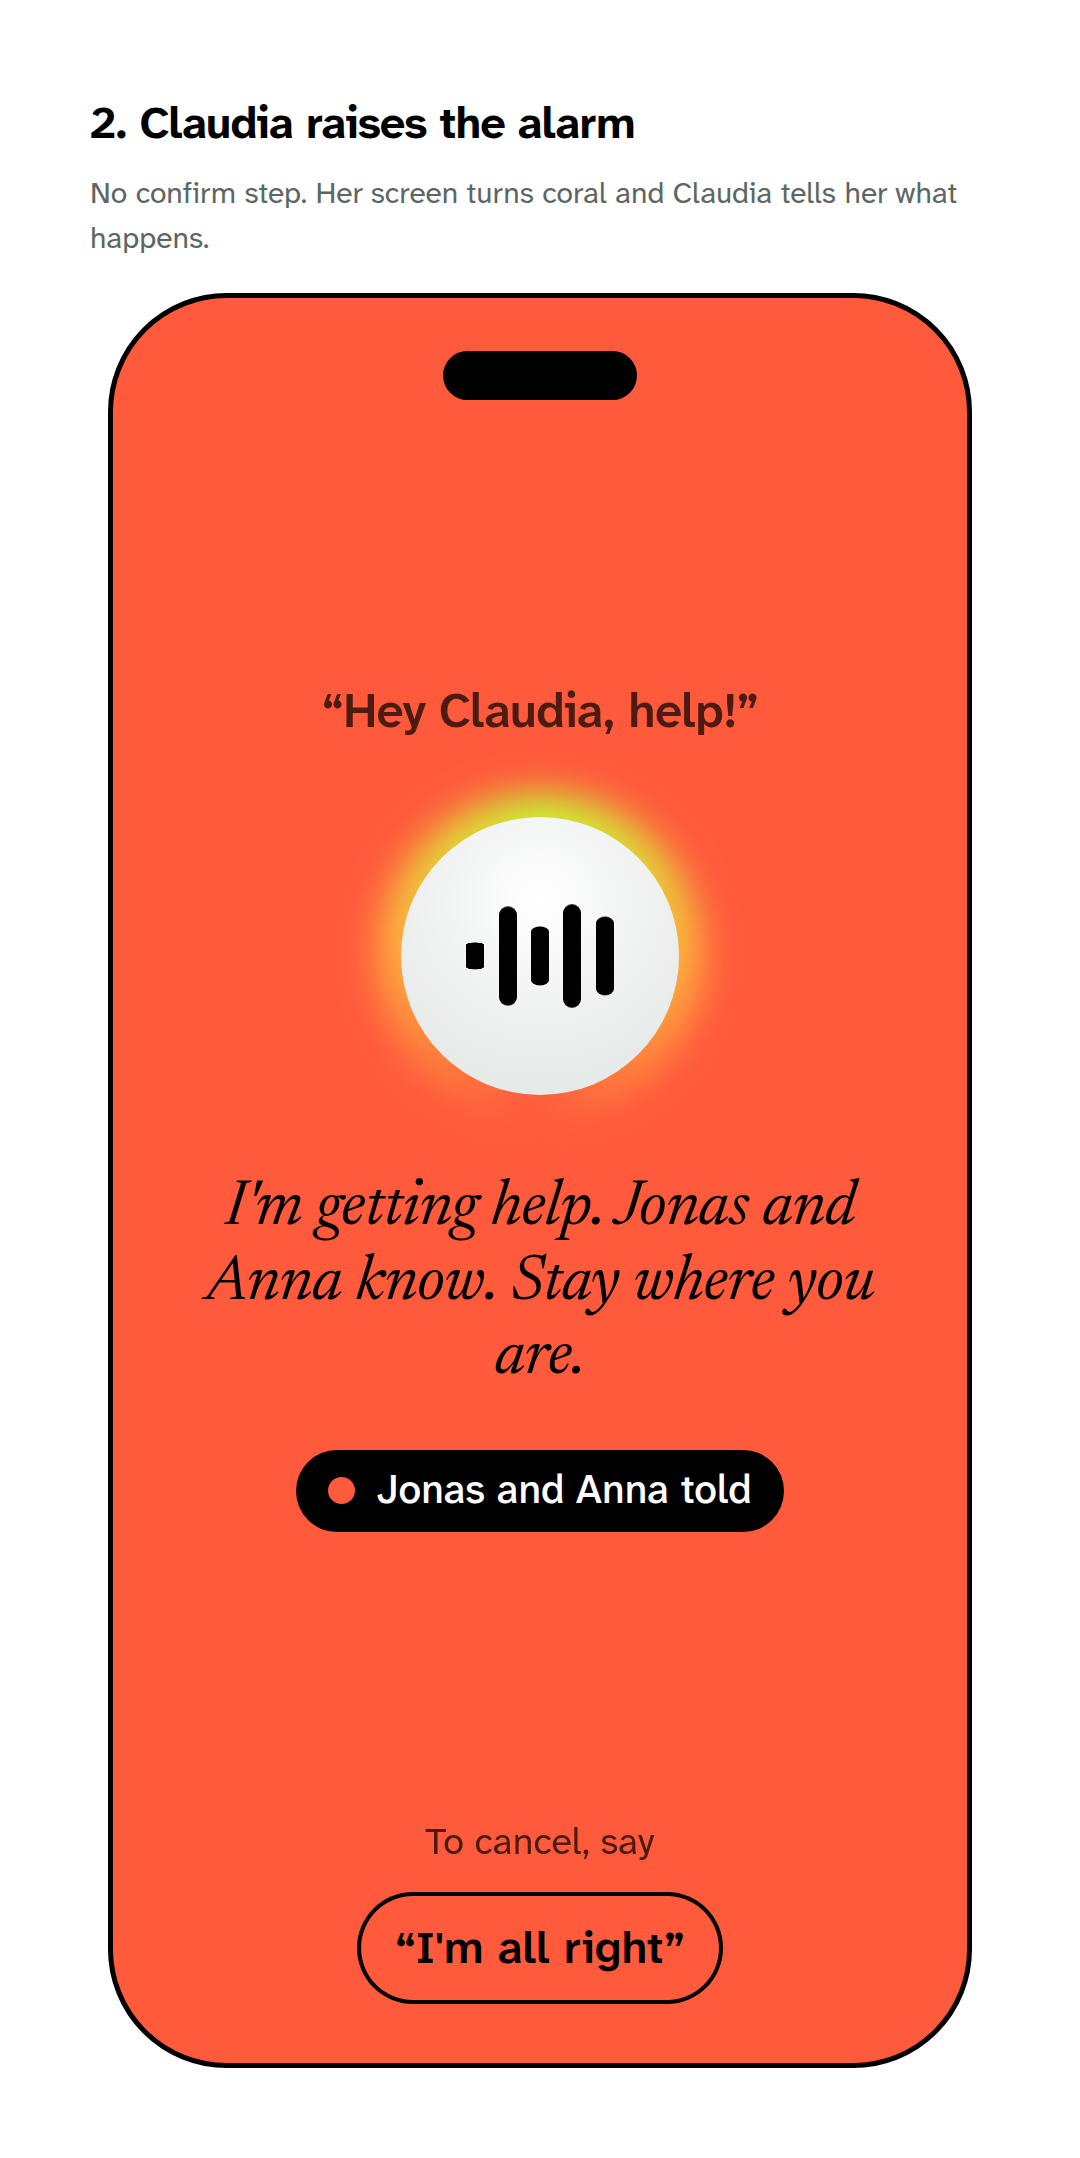 2. Claudia raises the alarm
No confirm step. Her screen turns coral and Claudia tells her what
happens.
“Hey Claudia, help!”
I'm getting help. Jonas and
Anna know. Stay where you
are.
Jonas and Anna told
To cancel, say
“I'm all right”